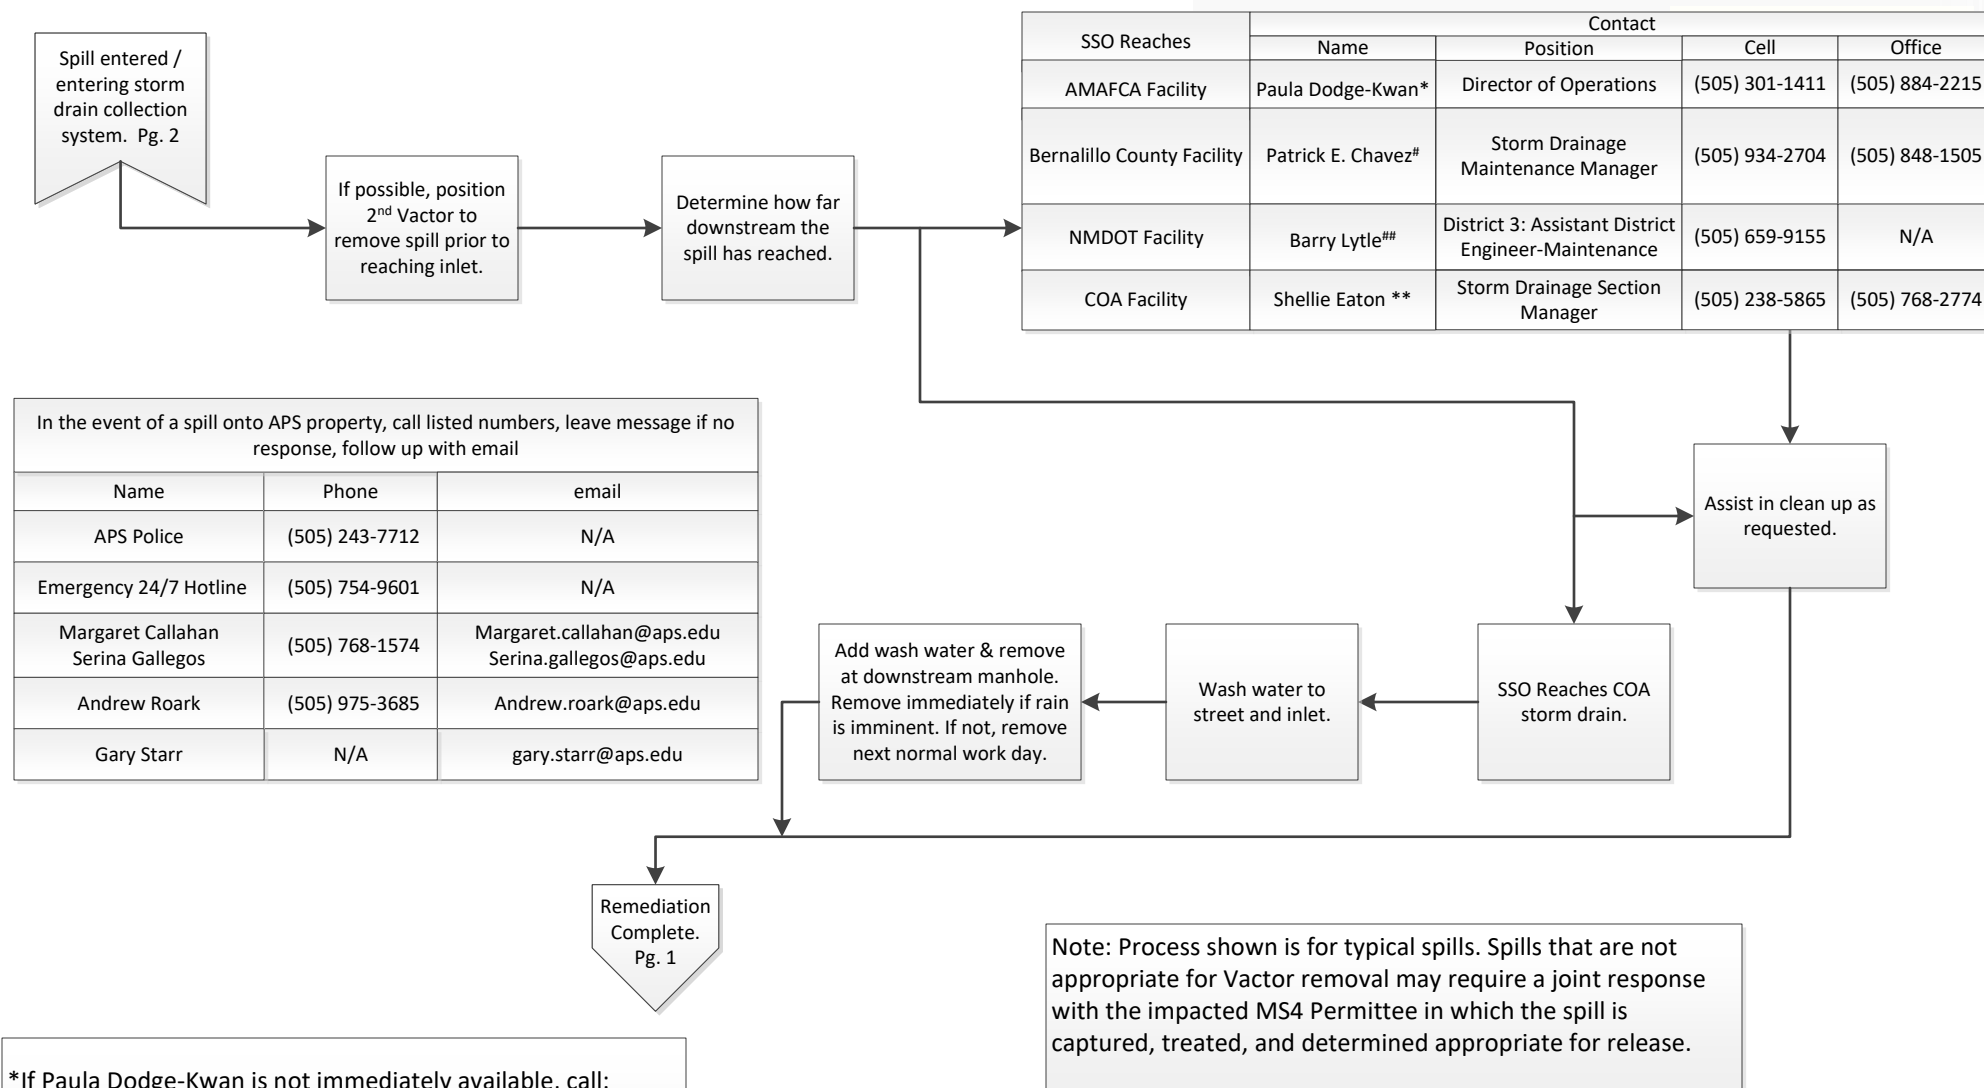 Spill entered /
entering storm
drain collection
system.  Pg. 2
If possible, position
2nd Vactor to
remove spill prior to
reaching inlet.
Determine how far
downstream the
spill has reached.
SSO Reaches
Contact
Name
Position
Cell
Office
AMAFCA Facility
Paula Dodge-Kwan*
Director of Operations
(505) 301-1411
(505) 884-2215
Bernalillo County Facility
Patrick E. Chavez#
Storm Drainage
Maintenance Manager
(505) 934-2704
(505) 848-1505
NMDOT Facility
Barry Lytle##
District 3: Assistant District
Engineer-Maintenance
(505) 659-9155
N/A
COA Facility
Shellie Eaton **
Storm Drainage Section
Manager
(505) 238-5865
(505) 768-2774
In the event of a spill onto APS property, call listed numbers, leave message if no
response, follow up with email
Name
Phone
email
APS Police
(505) 243-7712
N/A
Emergency 24/7 Hotline
(505) 754-9601
N/A
Margaret Callahan
Serina Gallegos
(505) 768-1574
Margaret.callahan@aps.edu
Serina.gallegos@aps.edu
Andrew Roark
(505) 975-3685
Andrew.roark@aps.edu
Gary Starr
N/A
gary.starr@aps.edu
Assist in clean up as
requested.
Add wash water & remove
at downstream manhole.
Remove immediately if rain
is imminent. If not, remove
next normal work day.
Wash water to
street and inlet.
SSO Reaches COA
storm drain.
Remediation
Complete.
Pg. 1
Note: Process shown is for typical spills. Spills that are not
appropriate for Vactor removal may require a joint response
with the impacted MS4 Permittee in which the spill is
captured, treated, and determined appropriate for release.
*If Paula Dodge-Kwan is not immediately available, call: